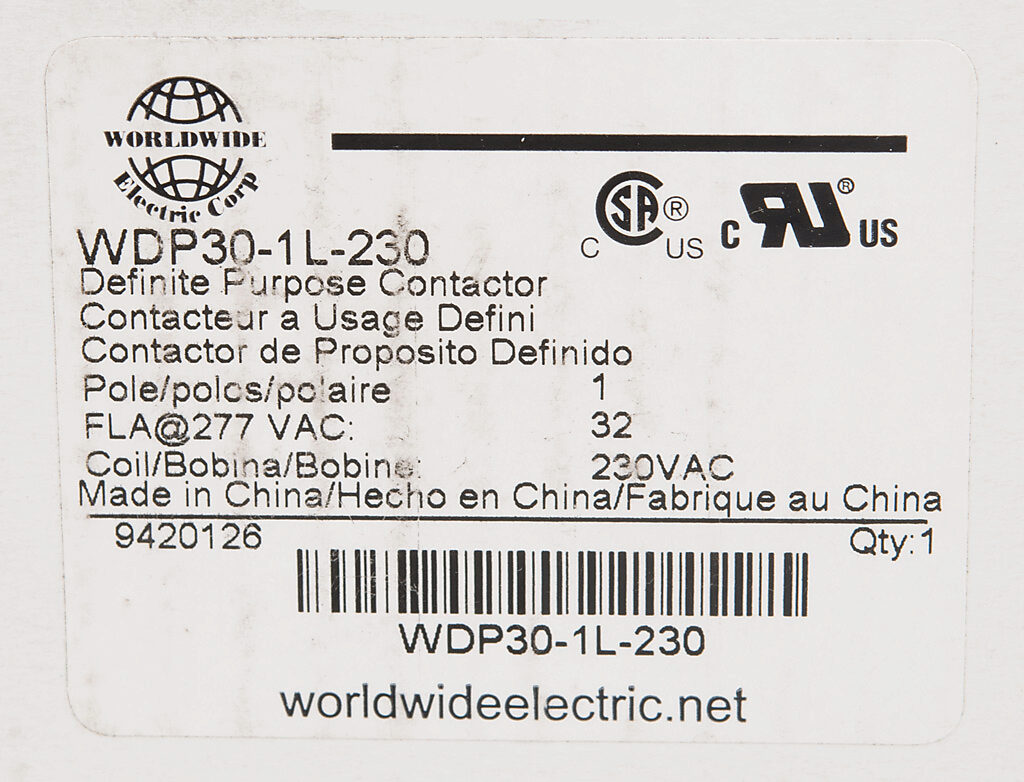 WORLDWIDE
Electric Corp
C SA ® C US
C RU ® US
WDP30-1L-230
Definite Purpose Contactor
Contacteur a Usage Defini
Contactor de Proposito Definido
Pole/polos/polaire 1
FLA@277 VAC: 32
Coil/Bobina/Bobine: 230VAC
Made in China/Hecho en China/Fabrique au China
9420126 Qty:1
WDP30-1L-230
worldwideelectric.net